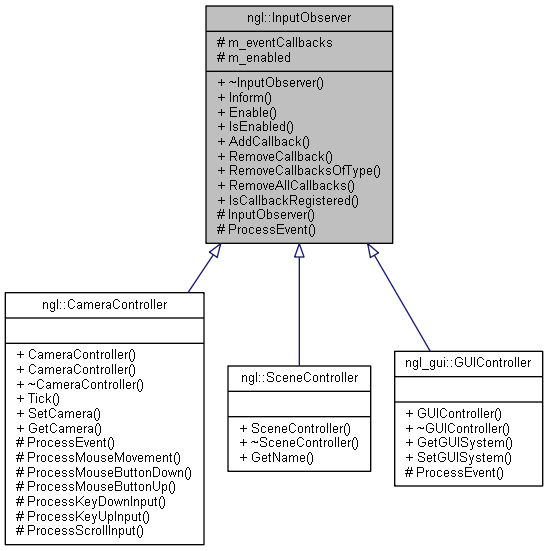 ngl::InputObserver
# m_eventCallbacks
# m_enabled
+ ~InputObserver()
+ Inform()
+ Enable()
+ IsEnabled()
+ AddCallback()
+ RemoveCallback()
+ RemoveCallbacksOfType()
+ RemoveAllCallbacks()
+ IsCallbackRegistered()
# InputObserver()
# ProcessEvent()
ngl::CameraController
+ CameraController()
+ CameraController()
+ ~CameraController()
+ Tick()
+ SetCamera()
+ GetCamera()
# ProcessEvent()
# ProcessMouseMovement()
# ProcessMouseButtonDown()
# ProcessMouseButtonUp()
# ProcessKeyDownInput()
# ProcessKeyUpInput()
# ProcessScrollInput()
ngl::SceneController
+ SceneController()
+ ~SceneController()
+ GetName()
ngl_gui::GUIController
+ GUIController()
+ ~GUIController()
+ GetGUISystem()
+ SetGUISystem()
# ProcessEvent()